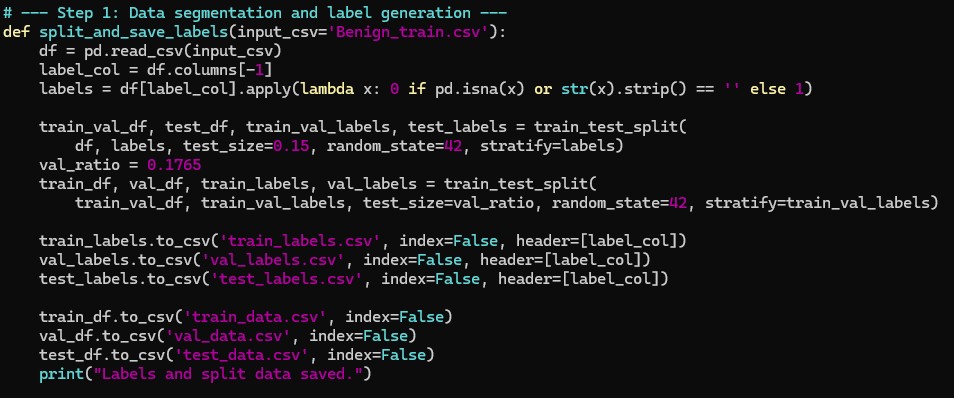 # --- Step 1: Data segmentation and label generation ---
def split_and_save_labels(input_csv='Benign_train.csv'):
    df = pd.read_csv(input_csv)
    label_col = df.columns[-1]
    labels = df[label_col].apply(lambda x: 0 if pd.isna(x) or str(x).strip() == '' else 1)

    train_val_df, test_df, train_val_labels, test_labels = train_test_split(
        df, labels, test_size=0.15, random_state=42, stratify=labels)
    val_ratio = 0.1765
    train_df, val_df, train_labels, val_labels = train_test_split(
        train_val_df, train_val_labels, test_size=val_ratio, random_state=42, stratify=train_val_labels)

    train_labels.to_csv('train_labels.csv', index=False, header=[label_col])
    val_labels.to_csv('val_labels.csv', index=False, header=[label_col])
    test_labels.to_csv('test_labels.csv', index=False, header=[label_col])

    train_df.to_csv('train_data.csv', index=False)
    val_df.to_csv('val_data.csv', index=False)
    test_df.to_csv('test_data.csv', index=False)
    print("Labels and split data saved.")